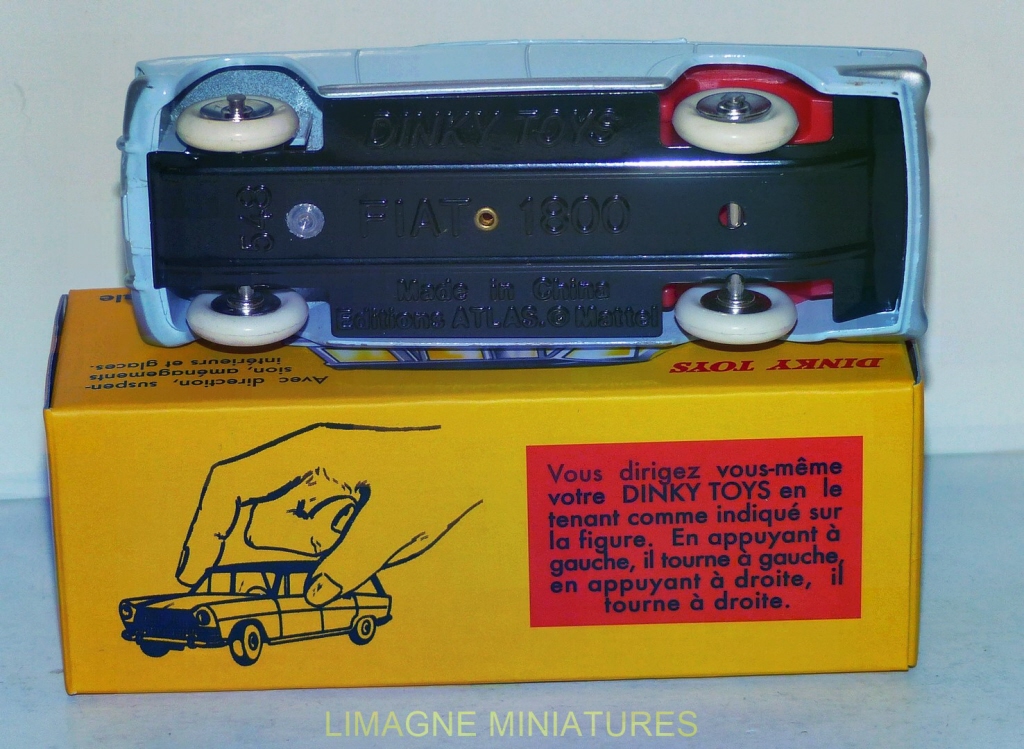 DINKY TOYS
543
FIAT 1800
Made in China
Editions ATLAS. © Mattel
DINKY TOYS
Avec direction, suspen-
sion, aménagements
intérieurs et glaces.
Vous dirigez vous-même
votre DINKY TOYS en le
tenant comme indiqué sur
la figure. En appuyant à
gauche, il tourne à gauche,
en appuyant à droite, il
tourne à droite.
LIMAGNE MINIATURES